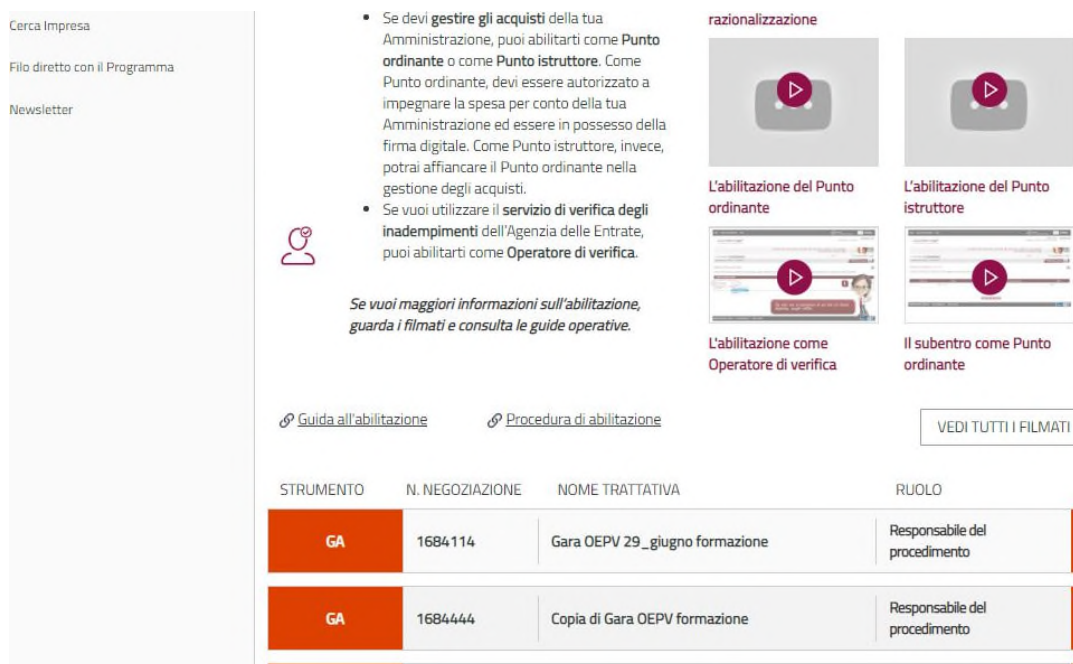 Cerca Impresa
Filo diretto con il Programma
Newsletter
Se devi gestire gli acquisti della tua
Amministrazione, puoi abilitarti come Punto
ordinante o come Punto istruttore. Come
Punto ordinante, devi essere autorizzato a
impegnare la spesa per conto della tua
Amministrazione ed essere in possesso della
firma digitale. Come Punto istruttore, invece,
potrai affiancare il Punto ordinante nella
gestione degli acquisti.
Se vuoi utilizzare il servizio di verifica degli
inadempimenti dell'Agenzia delle Entrate,
puoi abilitarti come Operatore di verifica.
Se vuoi maggiori informazioni sull'abilitazione,
guarda i filmati e consulta le guide operative.
razionalizzazione
L'abilitazione del Punto
ordinante
L'abilitazione del Punto
istruttore
L'abilitazione come
Operatore di verifica
Il subentro come Punto
ordinante
Guida all'abilitazione
Procedura di abilitazione
VEDI TUTTI I FILMATI
STRUMENTO N. NEGOZIAZIONE NOME TRATTATIVA RUOLO
GA 1684114 Gara OEPV 29_giugno formazione Responsabile del
procedimento
GA 1684444 Copia di Gara OEPV formazione Responsabile del
procedimento